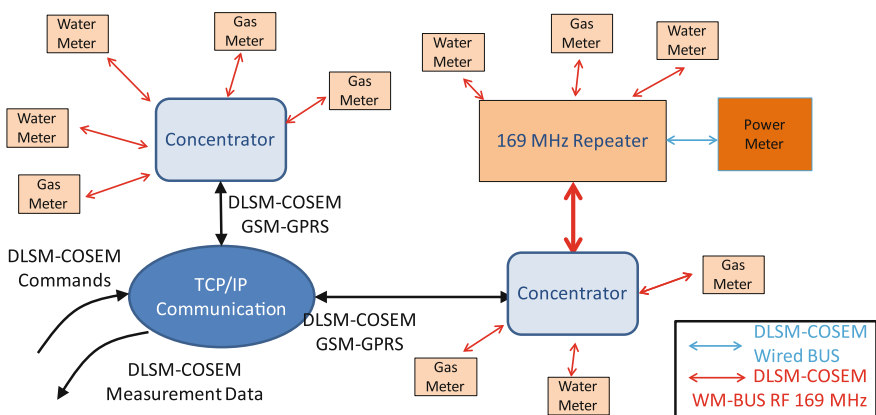 Water
Meter
Gas
Meter
Gas
Meter
Water
Meter
Gas
Meter
Concentrator
DLSM-COSEM
GSM-GPRS
Water
Meter
Gas
Meter
Water
Meter
169 MHz Repeater
Power
Meter
DLSM-COSEM
Commands
TCP/IP
Communication
DLSM-COSEM
GSM-GPRS
Concentrator
Gas
Meter
Gas
Meter
Water
Meter
DLSM-COSEM
Measurement Data
DLSM-COSEM
Wired BUS
DLSM-COSEM
WM-BUS RF 169 MHz